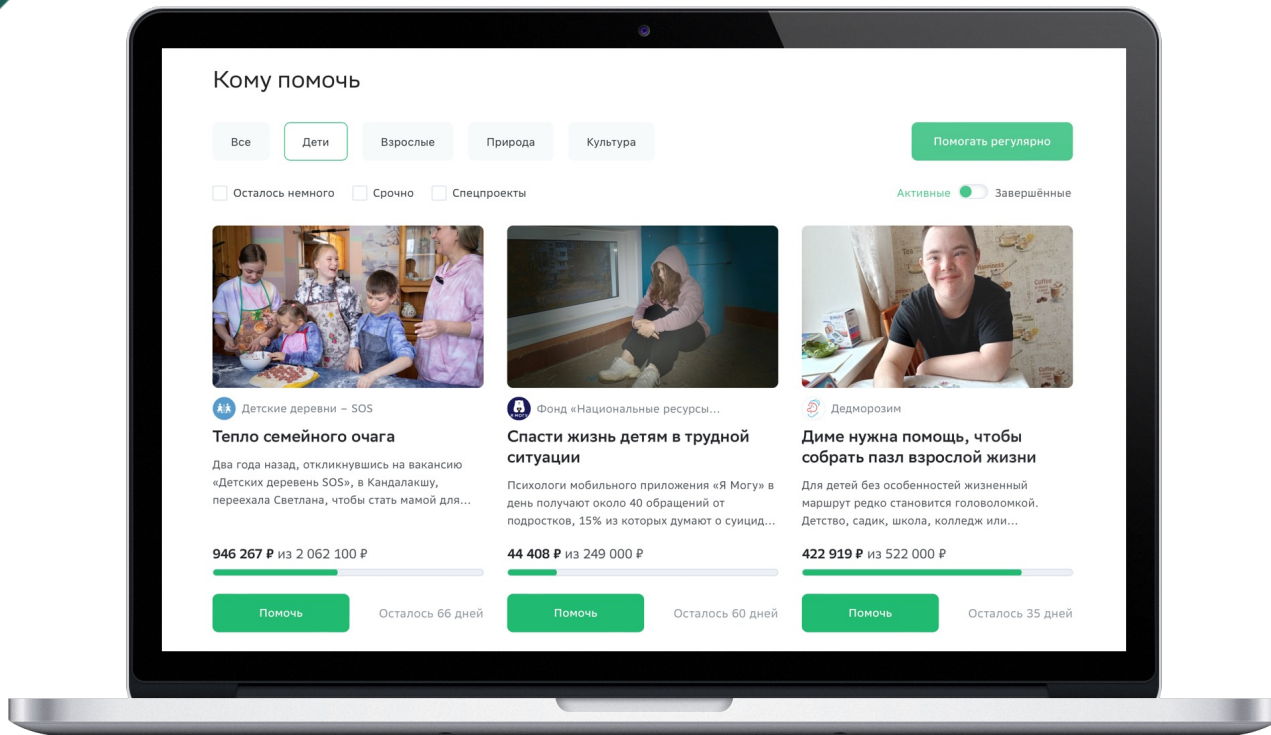 Кому помочь
Все
Дети
Взрослые
Природа
Культура
Помогать регулярно
Осталось немного
Срочно
Спецпроекты
Активные
Завершённые
Детские деревни – SOS
Тепло семейного очага
Два года назад, откликнувшись на вакансию
«Детских деревень SOS», в Кандалакшу,
переехала Светлана, чтобы стать мамой для...
946 267 ₽ из 2 062 100 ₽
Помочь
Осталось 66 дней
Фонд «Национальные ресурсы...
Спасти жизнь детям в трудной
ситуации
Психологи мобильного приложения «Я Могу» в
день получают около 40 обращений от
подростков, 15% из которых думают о суицид...
44 408 ₽ из 249 000 ₽
Помочь
Осталось 60 дней
Дедморозим
Диме нужна помощь, чтобы
собрать пазл взрослой жизни
Для детей без особенностей жизненный
маршрут редко становится головоломкой.
Детство, садик, школа, колледж или...
422 919 ₽ из 522 000 ₽
Помочь
Осталось 35 дней